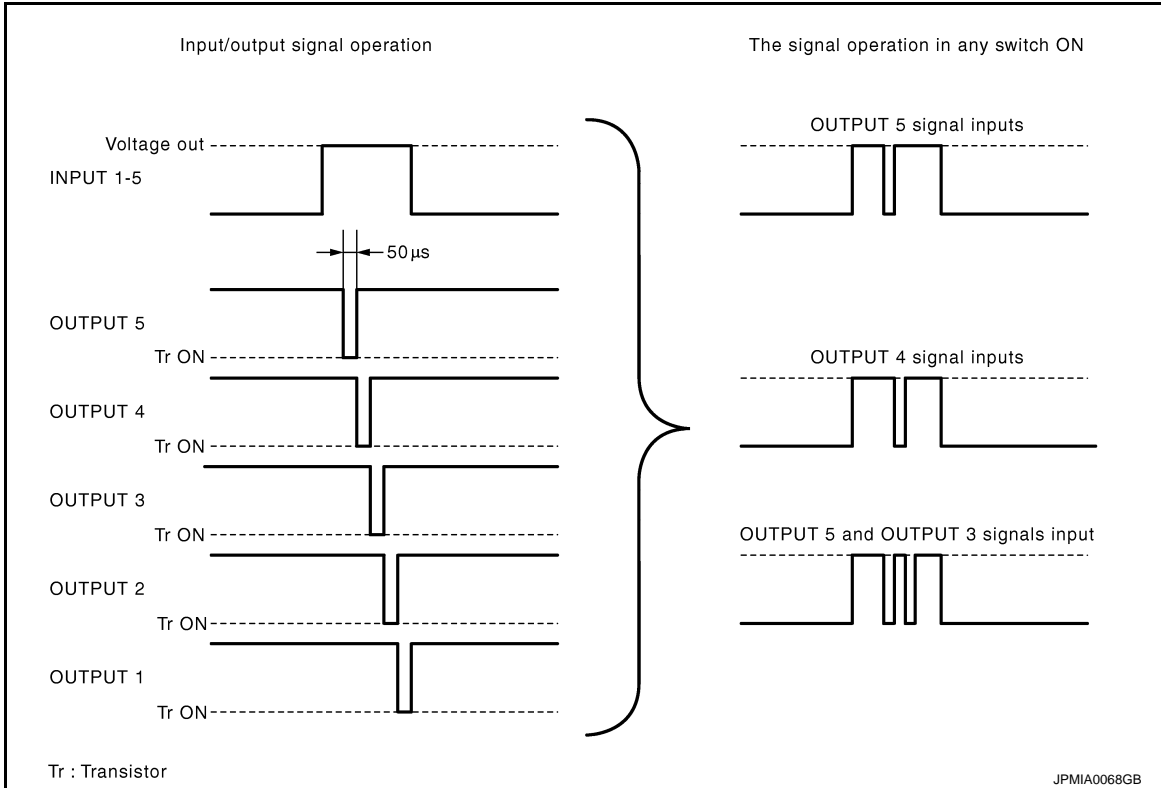 Input/output signal operation
The signal operation in any switch ON
Voltage out
INPUT 1-5
50 µs
OUTPUT 5
Tr ON
OUTPUT 4
Tr ON
OUTPUT 3
Tr ON
OUTPUT 2
Tr ON
OUTPUT 1
Tr ON
OUTPUT 5 signal inputs
OUTPUT 4 signal inputs
OUTPUT 5 and OUTPUT 3 signals input
Tr : Transistor
JPMIA0068GB